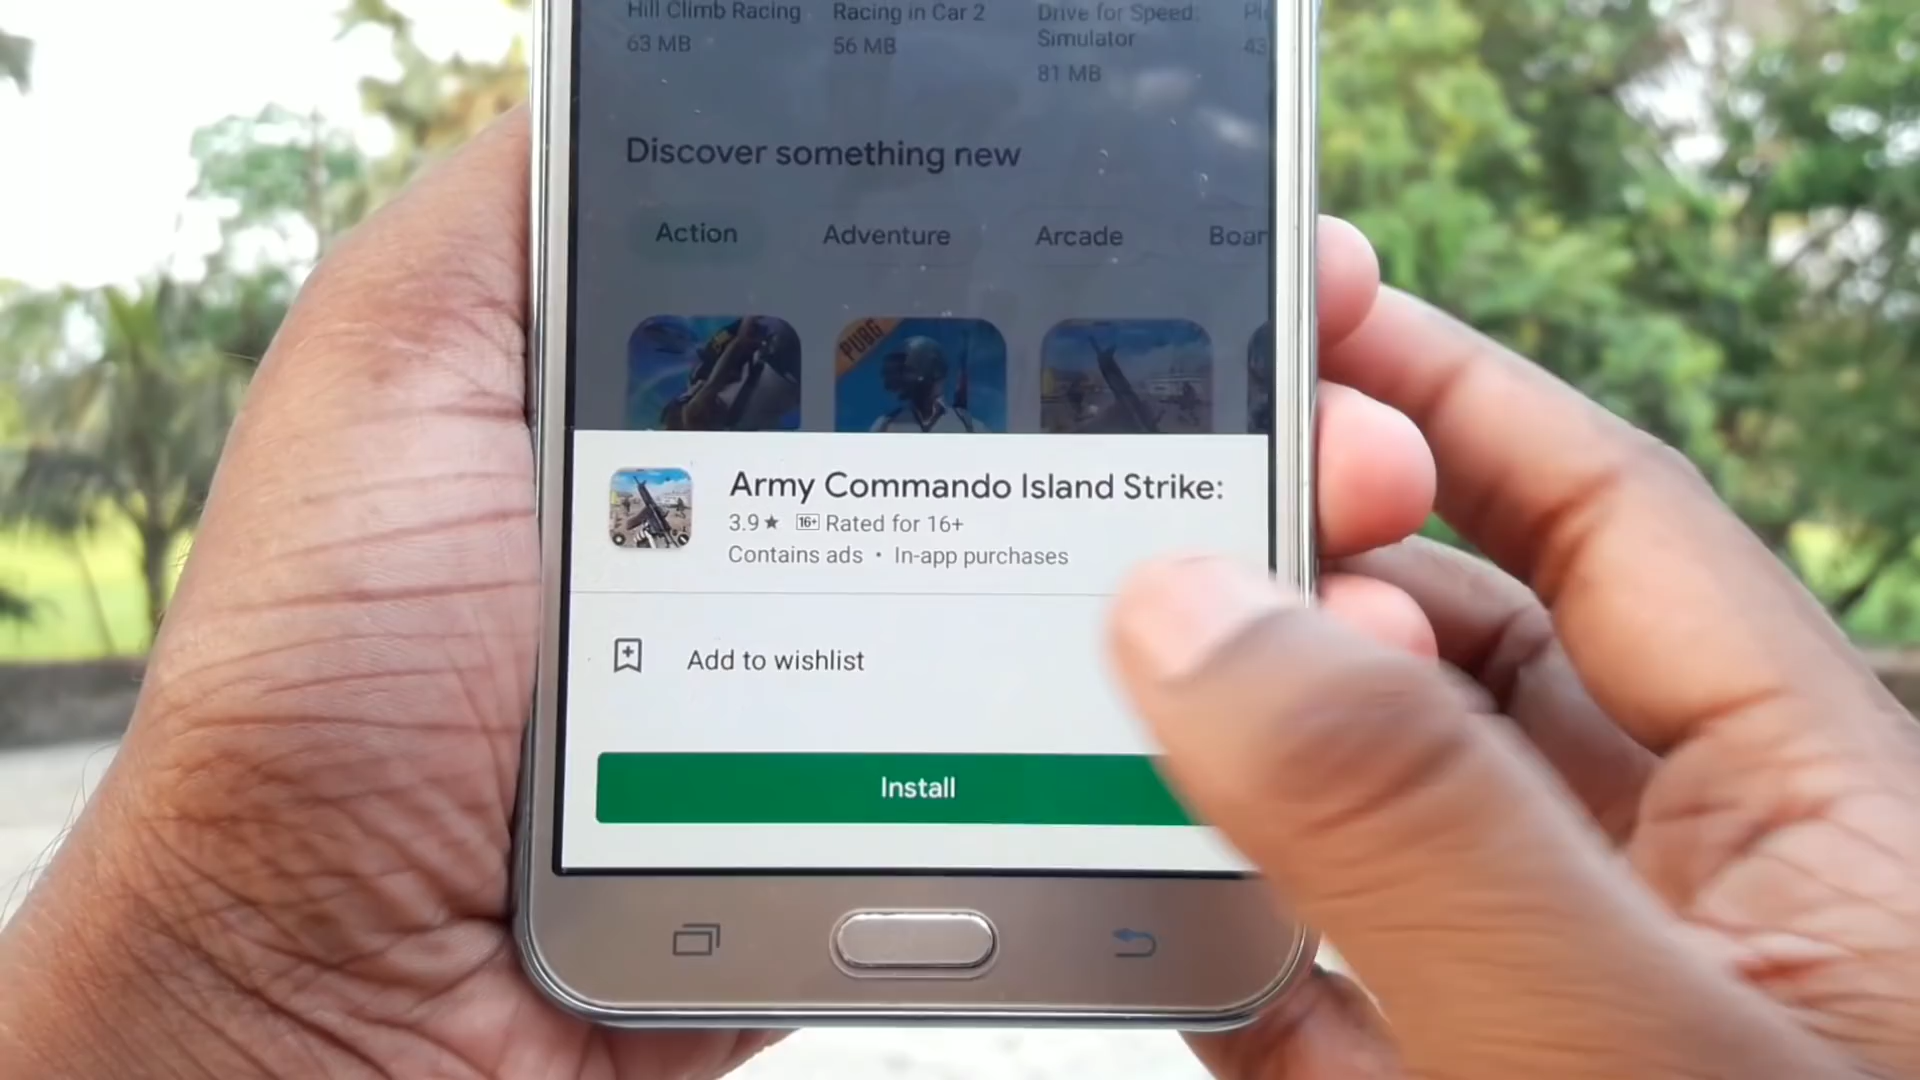 Hill Climb Racing
63 MB
Racing in Car 2
56 MB
Drive for Speed:
Simulator
81 MB
43
Discover something new
Action
Adventure
Arcade
Boar
PUBG
Army Commando Island Strike:
3.9★ 16+ Rated for 16+
Contains ads • In-app purchases
Add to wishlist
Install